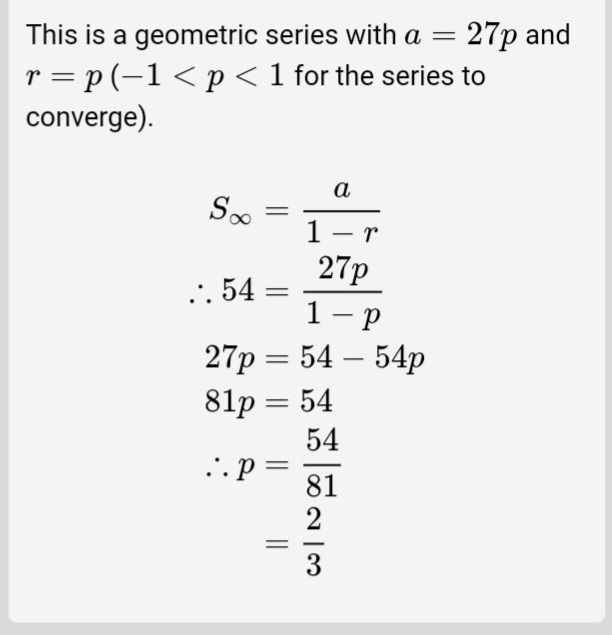 This is a geometric series with a = 27p and
r = p (−1 < p < 1 for the series to
converge).
S∞ = a/(1 − r)
∴ 54 = 27p/(1 − p)
27p = 54 − 54p
81p = 54
∴ p = 54/81
= 2/3